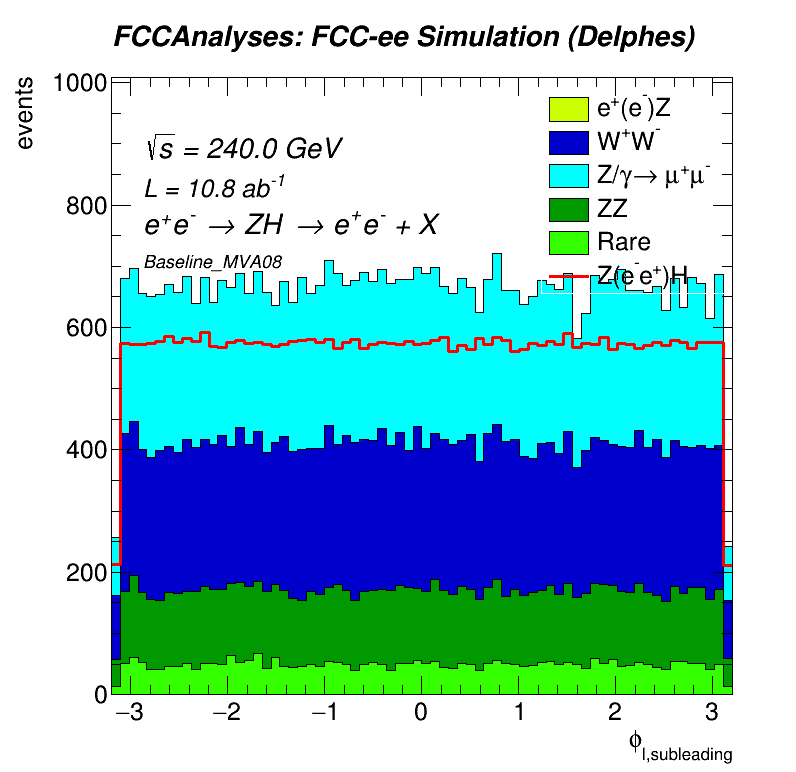 FCCAnalyses: FCC-ee Simulation (Delphes)
events
1000
800
600
400
200
0
√s = 240.0 GeV
L = 10.8 ab⁻¹
e⁺e⁻ → ZH → e⁺e⁻ + X
Baseline_MVA08
e⁺(e⁻)Z
W⁺W⁻
Z/γ→ μ⁺μ⁻
ZZ
Rare
Z(e⁻e⁺)H
−3 −2 −1 0 1 2 3
ϕ_l,subleading